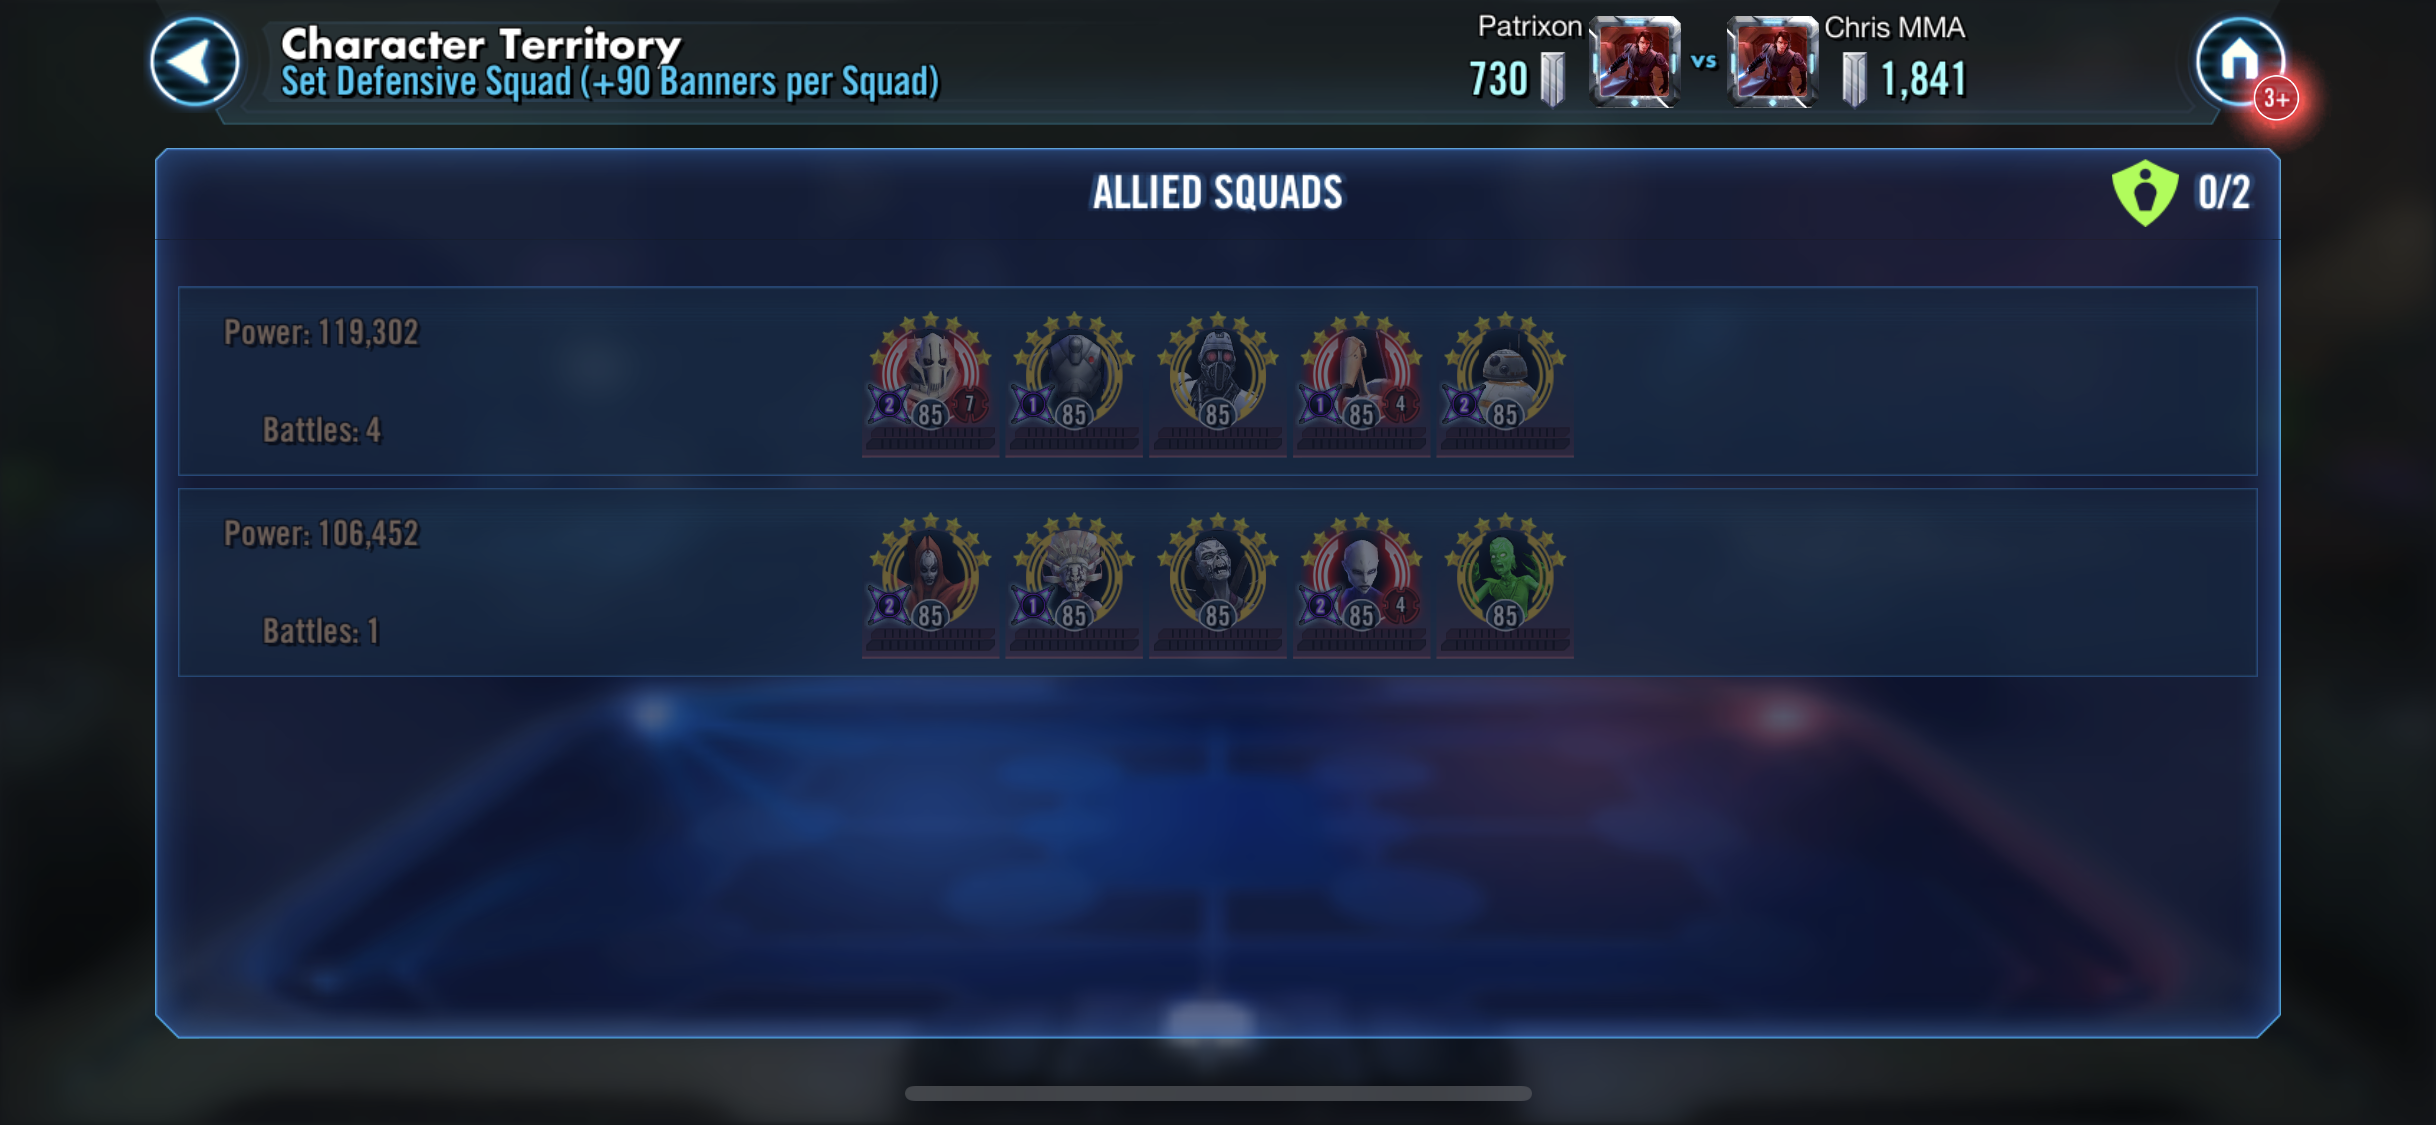 Character Territory
Set Defensive Squad (+90 Banners per Squad)
Patrixon
730
vs
Chris MMA
1,841
3+
ALLIED SQUADS
0/2
Power: 119,302
Battles: 4
2 85 7
1 85
85
1 85 4
2 85
Power: 106,452
Battles: 1
2 85
1 85
85
2 85 4
85